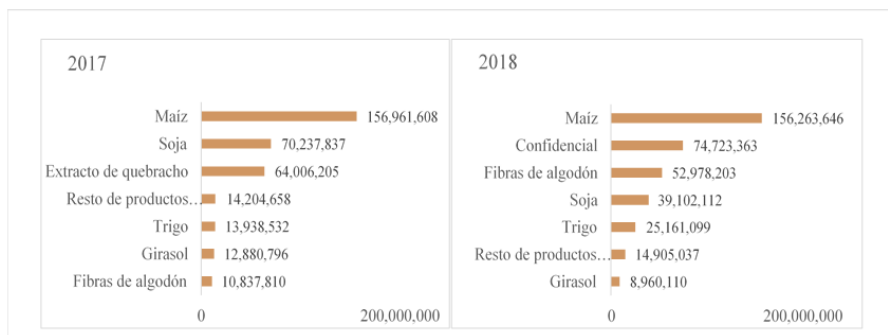 2017
Maíz 156,961,608
Soja 70,237,837
Extracto de quebracho 64,006,205
Resto de productos... 14,204,658
Trigo 13,938,532
Girasol 12,880,796
Fibras de algodón 10,837,810
0 200,000,000
2018
Maíz 156,263,646
Confidencial 74,723,363
Fibras de algodón 52,978,203
Soja 39,102,112
Trigo 25,161,099
Resto de productos... 14,905,037
Girasol 8,960,110
0 200,000,000